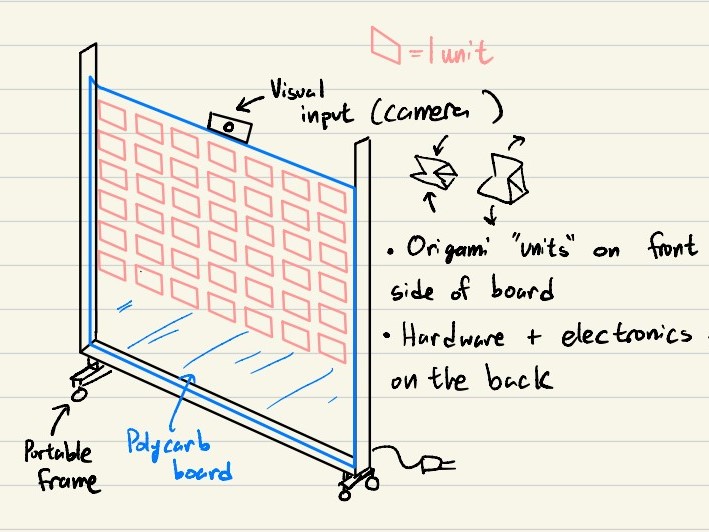 = 1 unit
Visual
input (camera)
• Origami "units" on front
side of board
• Hardware + electronics
on the back
Polycarb
board
Portable
frame